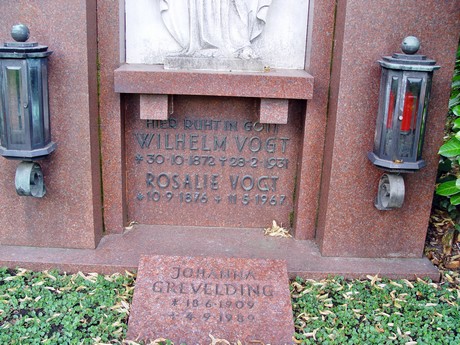 HIER RUHT IN GOTT
WILHELM VOGT
* 30·10·1872 + 28·2·1931
ROSALIE VOGT
* 10·9·1876 + 11·5·1967
JOHANNA
GREVELDING
* 18·6·1909
+ 4·9·1989